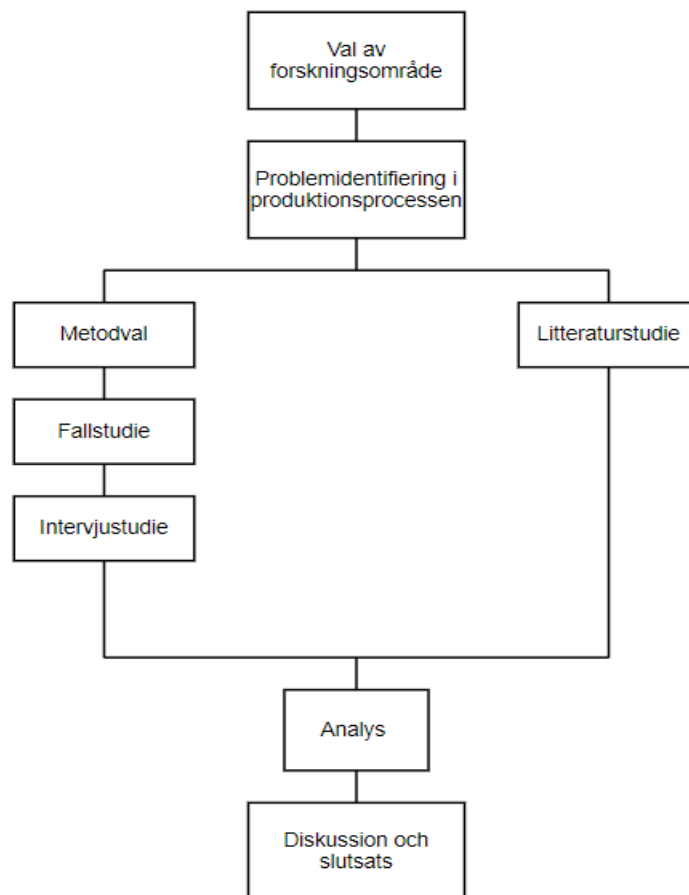 Val av
forskningsområde
Problemidentifiering i
produktionsprocessen
Metodval
Litteraturstudie
Fallstudie
Intervjustudie
Analys
Diskussion och
slutsats